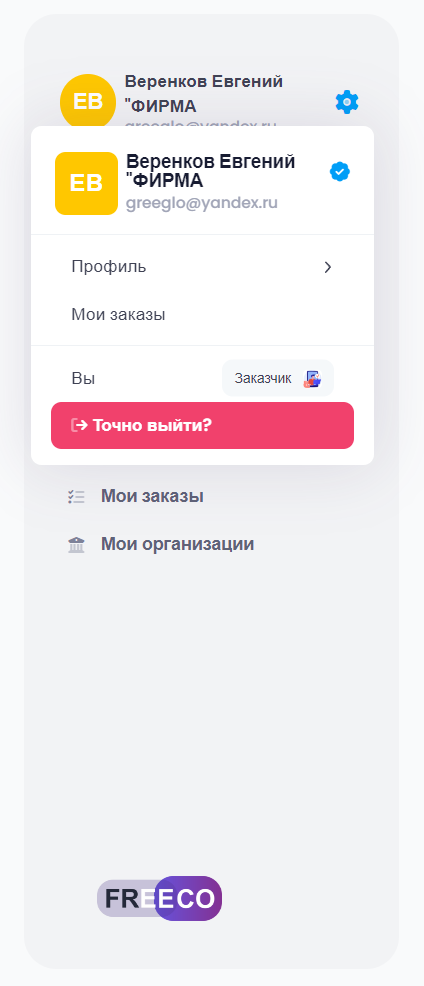 ЕВ
Веренков Евгений
"ФИРМА
greeglo@yandex.ru
ЕВ
Веренков Евгений
"ФИРМА
greeglo@yandex.ru
Профиль
Мои заказы
Вы
Заказчик
Точно выйти?
Мои заказы
Мои организации
FREECO